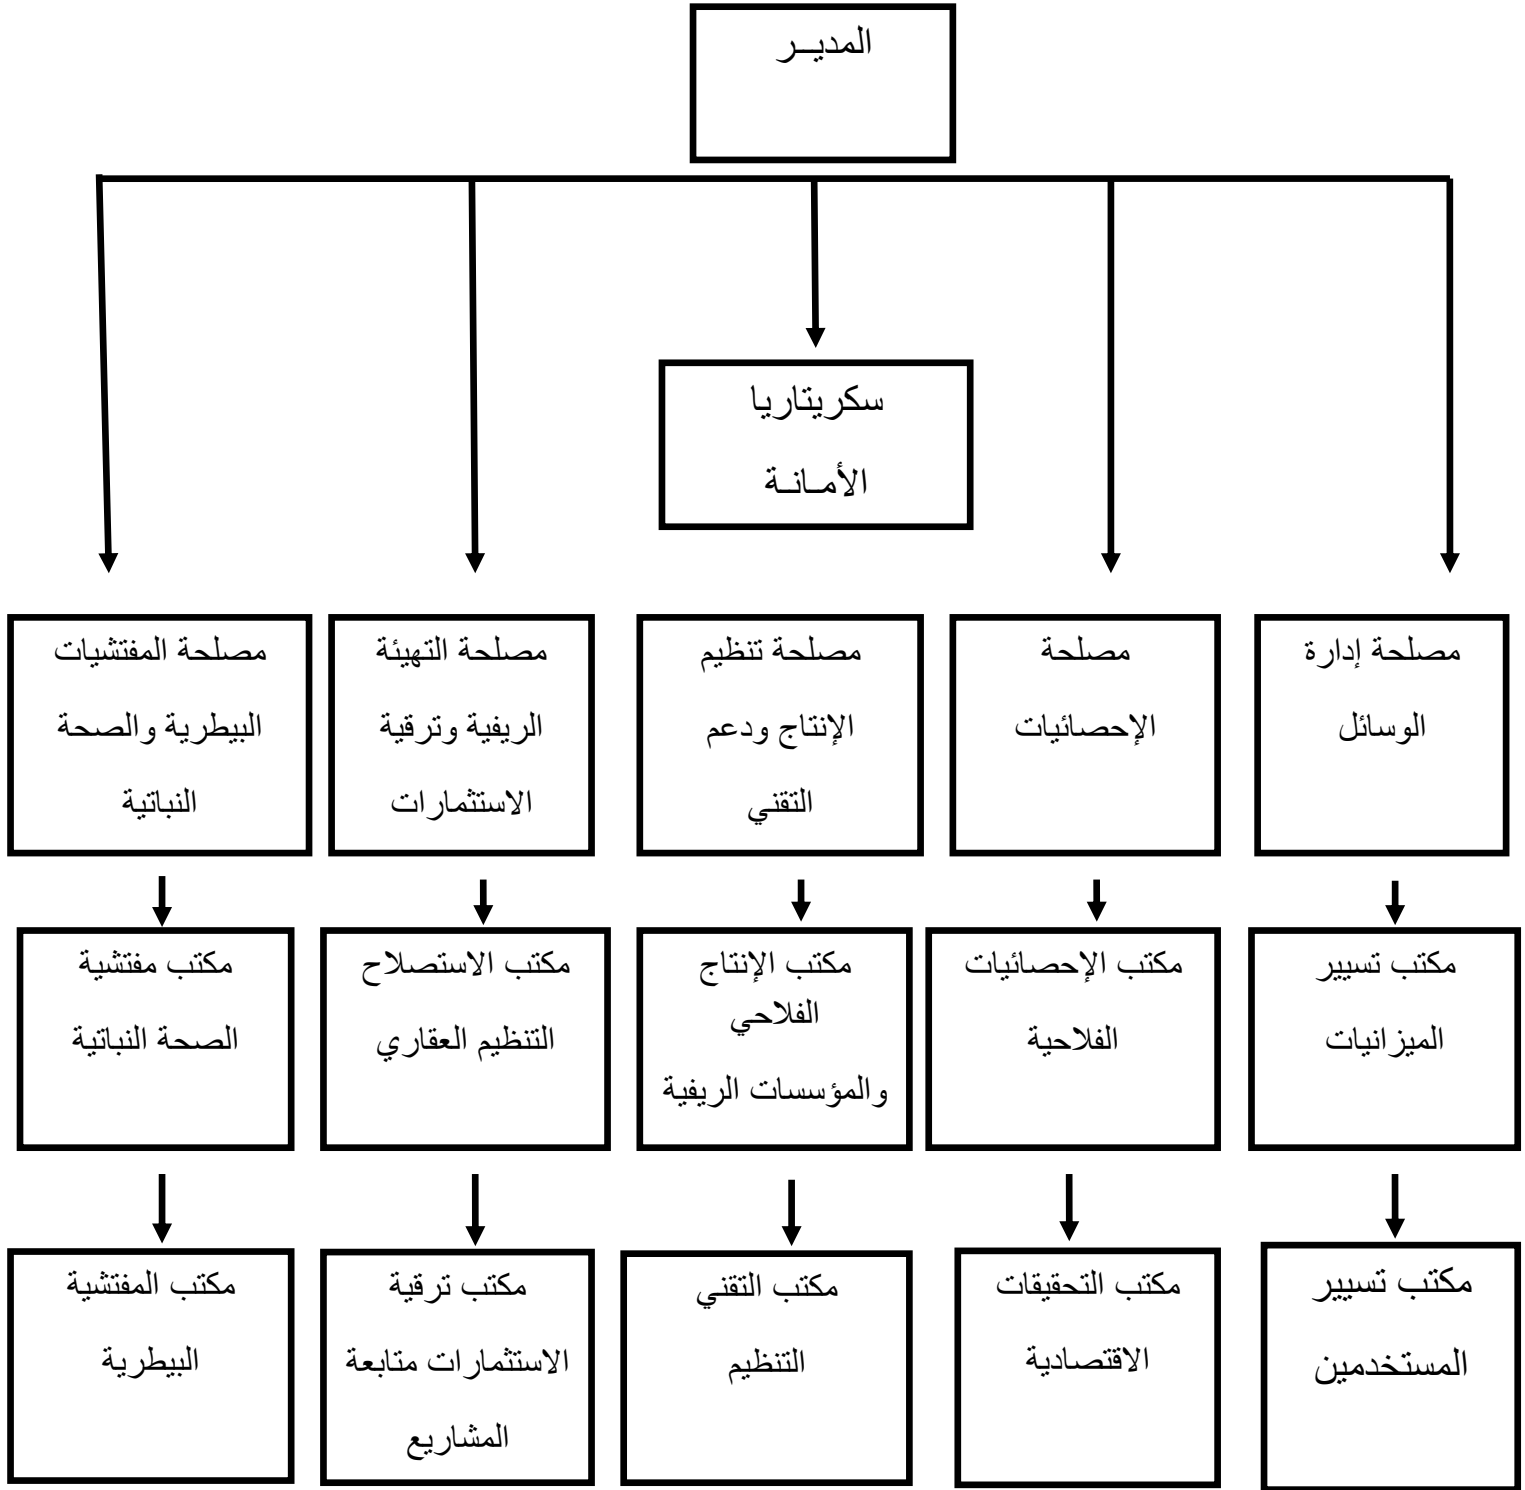 المديــر
سكريتاريا
الأمـانـة
مصلحة إدارة
الوسائل
مصلحة
الإحصائيات
مصلحة تنظيم
الإنتاج ودعم
التقني
مصلحة التهيئة
الريفية وترقية
الاستثمارات
مصلحة المفتشيات
البيطرية والصحة
النباتية
مكتب تسيير
الميزانيات
مكتب الإحصائيات
الفلاحية
مكتب الإنتاج
الفلاحي
والمؤسسات الريفية
مكتب الاستصلاح
التنظيم العقاري
مكتب مفتشية
الصحة النباتية
مكتب تسيير
المستخدمين
مكتب التحقيقات
الاقتصادية
مكتب التقني
التنظيم
مكتب ترقية
الاستثمارات متابعة
المشاريع
مكتب المفتشية
البيطرية